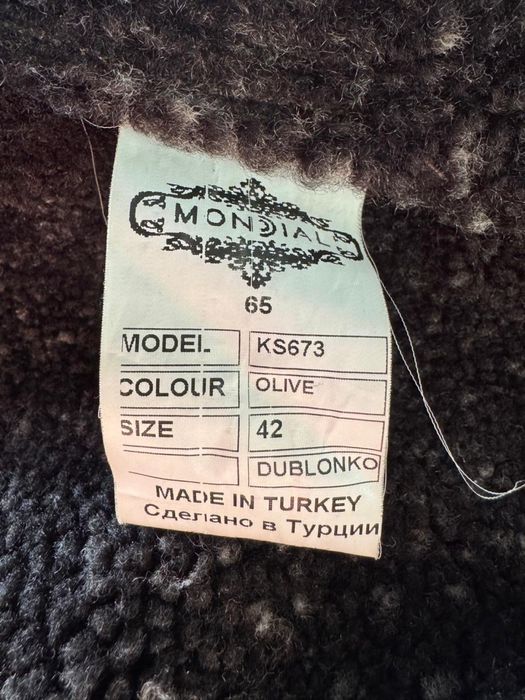 MONDIAL
65
MODEL KS673
COLOUR OLIVE
SIZE 42
DUBLONKO
MADE IN TURKEY
Сделано в Турции